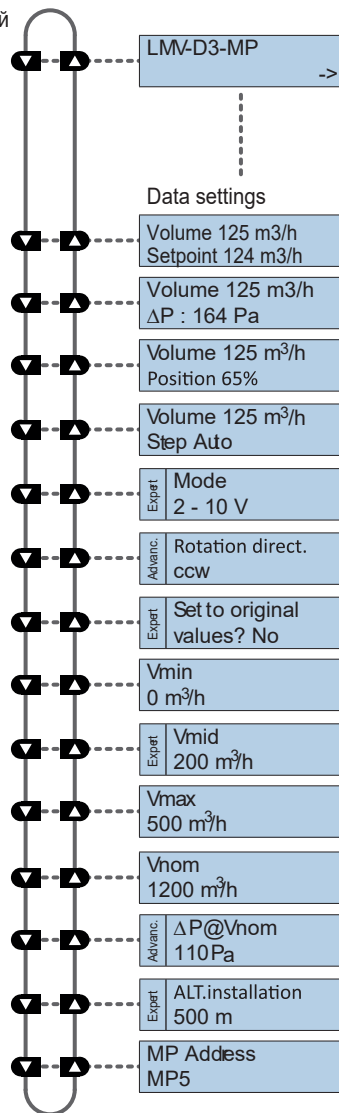 й
LMV-D3-MP
->
Data settings
Volume 125 m3/h
Setpoint 124 m3/h
Volume 125 m3/h
ΔP : 164 Pa
Volume 125 m³/h
Position 65%
Volume 125 m³/h
Step Auto
Expert
Mode
2 - 10 V
Advanc.
Rotation direct.
ccw
Expert
Set to original
values? No
Vmin
0 m³/h
Expert
Vmid
200 m³/h
Vmax
500 m³/h
Vnom
1200 m³/h
Advanc.
ΔP@Vnom
110Pa
Expert
ALT.installation
500 m
MP Address
MP5